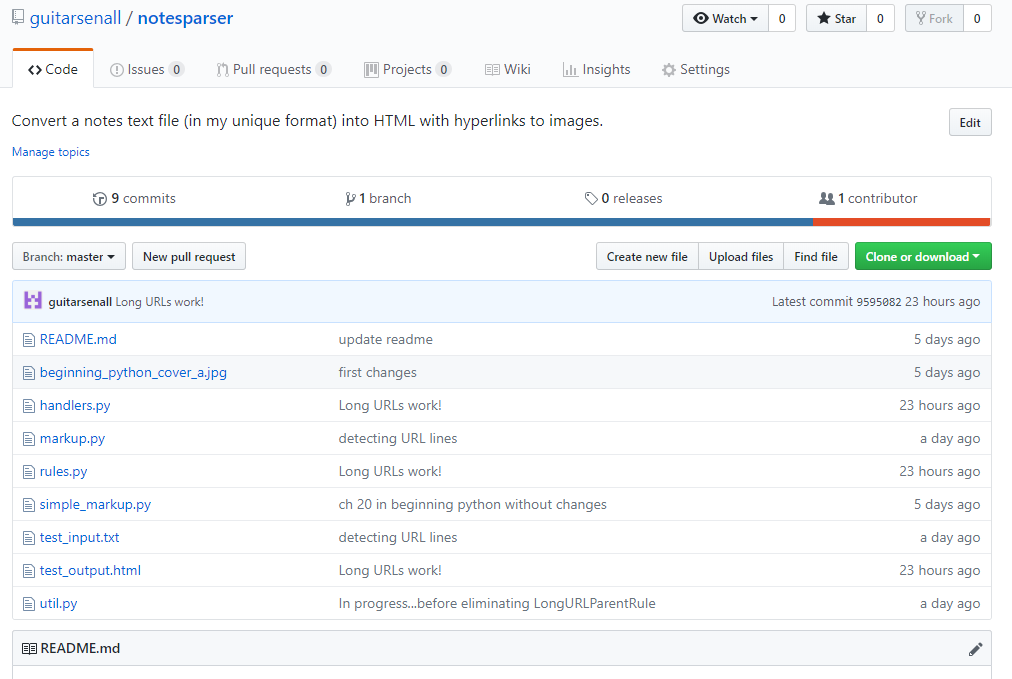 guitarsenall / notesparser
Watch 0 Star 0 Fork 0
Code Issues 0 Pull requests 0 Projects 0 Wiki Insights Settings
Convert a notes text file (in my unique format) into HTML with hyperlinks to images.
Edit
Manage topics
9 commits 1 branch 0 releases 1 contributor
Branch: master New pull request Create new file Upload files Find file Clone or download
guitarsenall Long URLs work! Latest commit 9595082 23 hours ago
README.md update readme 5 days ago
beginning_python_cover_a.jpg first changes 5 days ago
handlers.py Long URLs work! 23 hours ago
markup.py detecting URL lines a day ago
rules.py Long URLs work! 23 hours ago
simple_markup.py ch 20 in beginning python without changes 5 days ago
test_input.txt detecting URL lines a day ago
test_output.html Long URLs work! 23 hours ago
util.py In progress...before eliminating LongURLParentRule a day ago
README.md